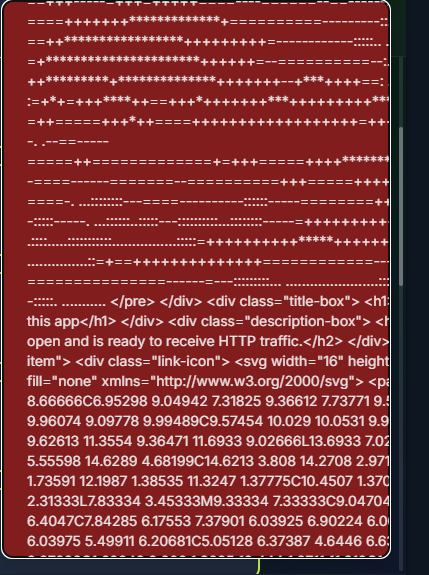 ====+++++++*************+=========--------::
==++*****************+++++++++=-----------:::::.. .
=+*********************++++++=--==========--:.
++*********+***************+++++++--+***++++==: .
:=+*+=+++****++==+++*+++++++***+++++++++***
=++=====+++*++====+++++++++++++++++=++-
-. .--==-----
=====++=============+=+++=====++++*******
-====------=======--========+++=====++++
====-. ...::::::::---====----------::::::-----========++
-:::::-----. ...::::::..:::::---::::::::::...::::::::-----=+++++++++
.::::....:::::::::::...................:::::=++++++++++*****++++++
...............::=+==+++++++++++++============---
===============------=---:::::::::... ........................:::
-:::::. ........... </pre> </div> <div class="title-box"> <h1:
this app</h1> </div> <div class="description-box"> <h
open and is ready to receive HTTP traffic.</h2> </div>
item"> <div class="link-icon"> <svg width="16" height
fill="none" xmlns="http://www.w3.org/2000/svg"> <pa
8.66666C6.95298 9.04942 7.31825 9.36612 7.73771 9.5
9.96074 9.09778 9.99489C9.57454 10.029 10.0531 9.9
9.62613 11.3554 9.36471 11.6933 9.02666L13.6933 7.02
5.55598 14.6289 4.68199C14.6213 3.808 14.2708 2.971
1.73591 12.1987 1.38535 11.3247 1.37775C10.4507 1.370
2.31333L7.83334 3.45333M9.33334 7.33333C9.04704
6.4047C7.84285 6.17553 7.37901 6.03925 6.90224 6.0
6.03975 5.49911 6.20681C5.05128 6.37387 4.6446 6.6